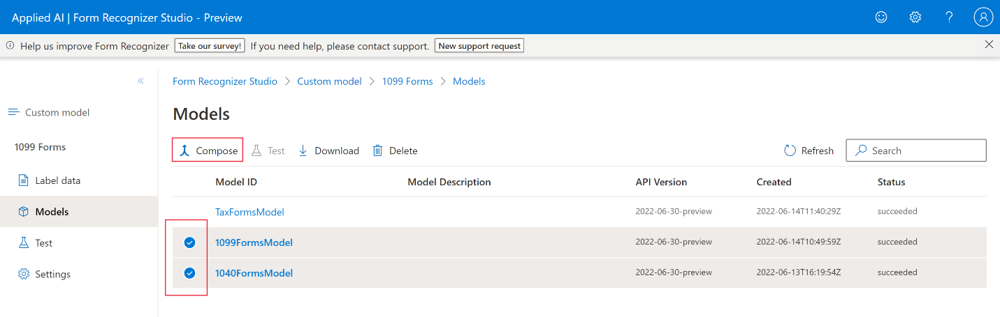 Applied AI | Form Recognizer Studio - Preview
Help us improve Form Recognizer Take our survey! If you need help, please contact support. New support request
Form Recognizer Studio > Custom model > 1099 Forms > Models
Custom model
Models
1099 Forms
Compose Test Download Delete Refresh Search
Label data
Model ID Model Description API Version Created Status
Models
TaxFormsModel 2022-06-30-preview 2022-06-14T11:40:29Z succeeded
Test
1099FormsModel 2022-06-30-preview 2022-06-14T10:49:59Z succeeded
Settings
1040FormsModel 2022-06-30-preview 2022-06-13T16:19:54Z succeeded